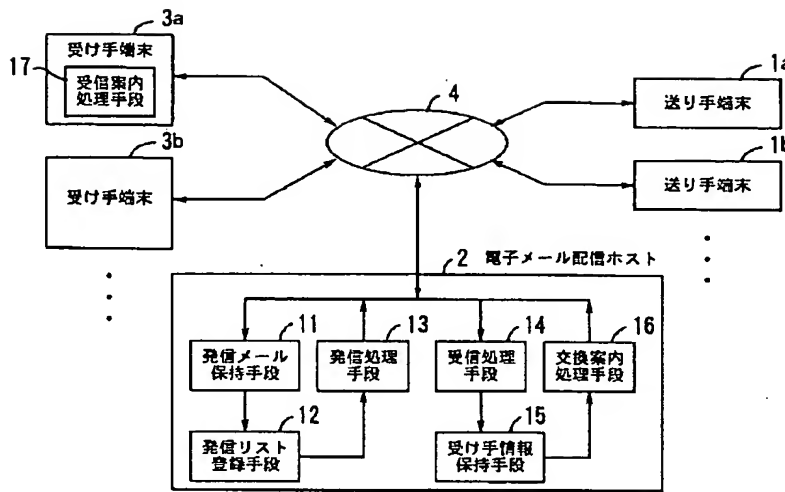 3a
受け手端末
17
受信案内
処理手段
3b
受け手端末
4
1a
送り手端末
1b
送り手端末
2
電子メール配信ホスト
11
発信メール
保持手段
13
発信処理
手段
14
受信処理
手段
16
交換案内
処理手段
12
発信リスト
登録手段
15
受け手情報
保持手段